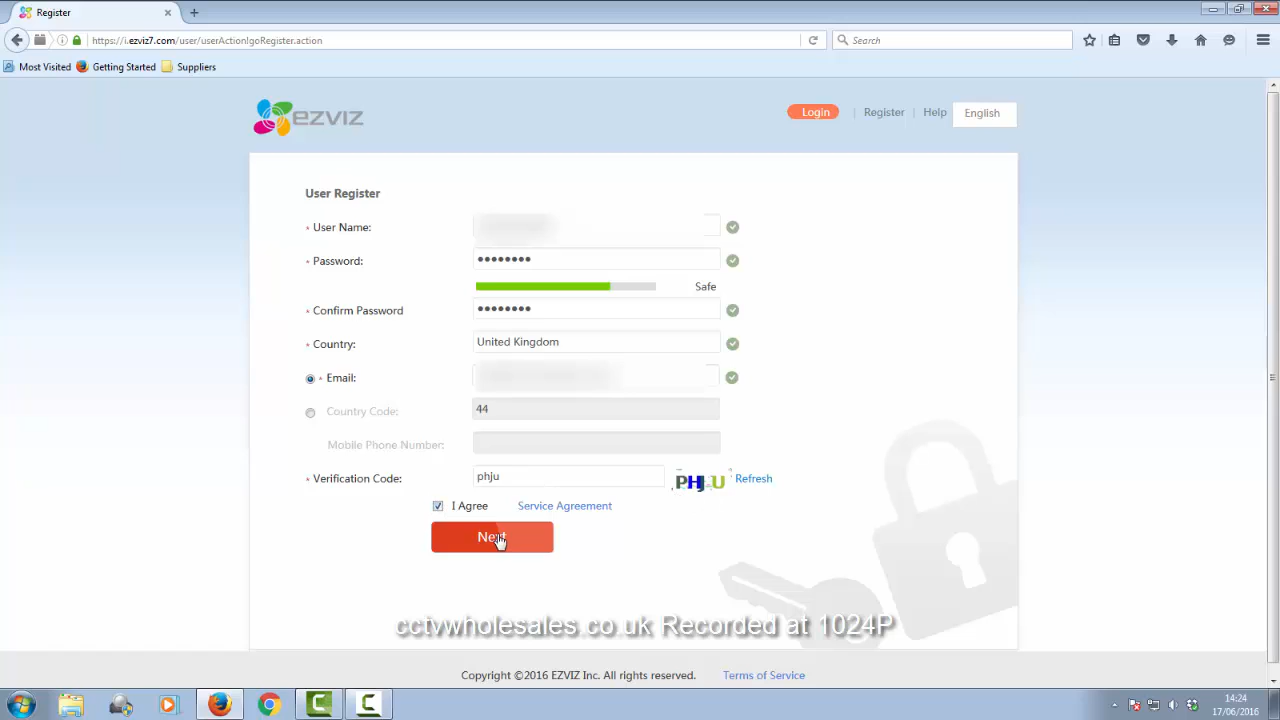 Register
https://i.ezviz7.com/user/userAction!goRegister.action
Search
Most Visited
Getting Started
Suppliers
ezviz
Login | Register | Help English
User Register
* User Name:
* Password: ••••••••
Safe
* Confirm Password ••••••••
* Country: United Kingdom
* Email:
Country Code: 44
Mobile Phone Number:
* Verification Code: phju PHJU Refresh
I Agree Service Agreement
Next
cctvwholesales.co.uk Recorded at 1024P
Copyright ©2016 EZVIZ Inc. All rights reserved. Terms of Service
14:24
17/06/2016